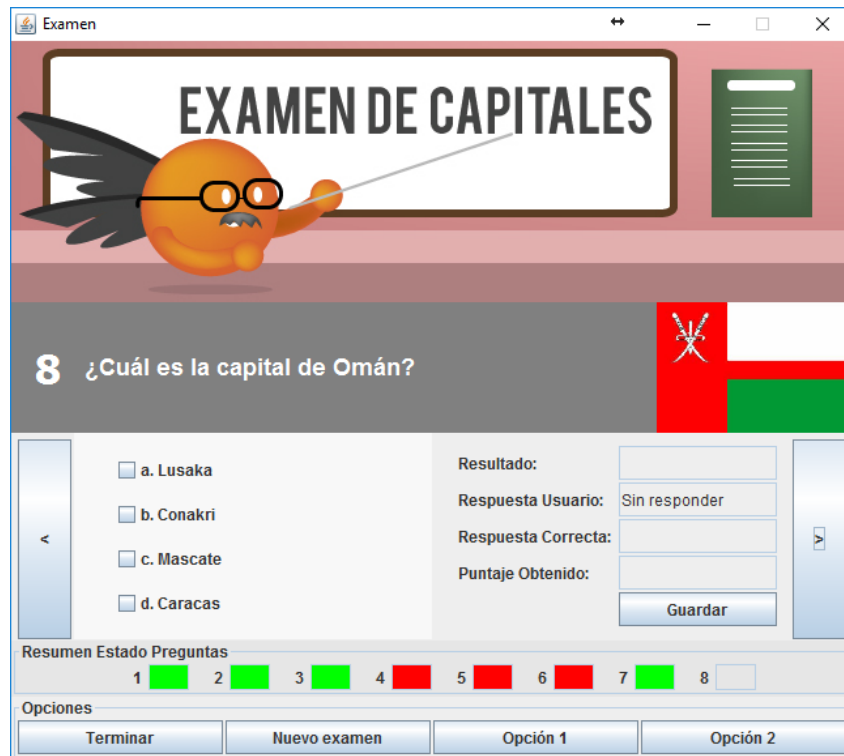 Examen
EXAMEN DE CAPITALES
8 ¿Cuál es la capital de Omán?
<
a. Lusaka
b. Conakri
c. Mascate
d. Caracas
Resultado:
Respuesta Usuario: Sin responder
Respuesta Correcta:
Puntaje Obtenido:
Guardar
>
Resumen Estado Preguntas
1 2 3 4 5 6 7 8
Opciones
Terminar Nuevo examen Opción 1 Opción 2